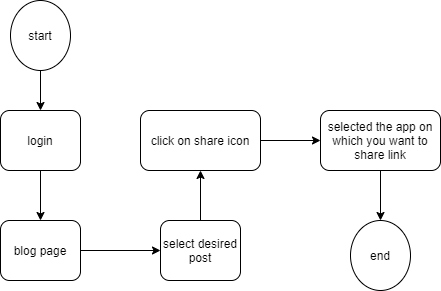 start
login
blog page
select desired
post
click on share icon
selected the app on
which you want to
share link
end